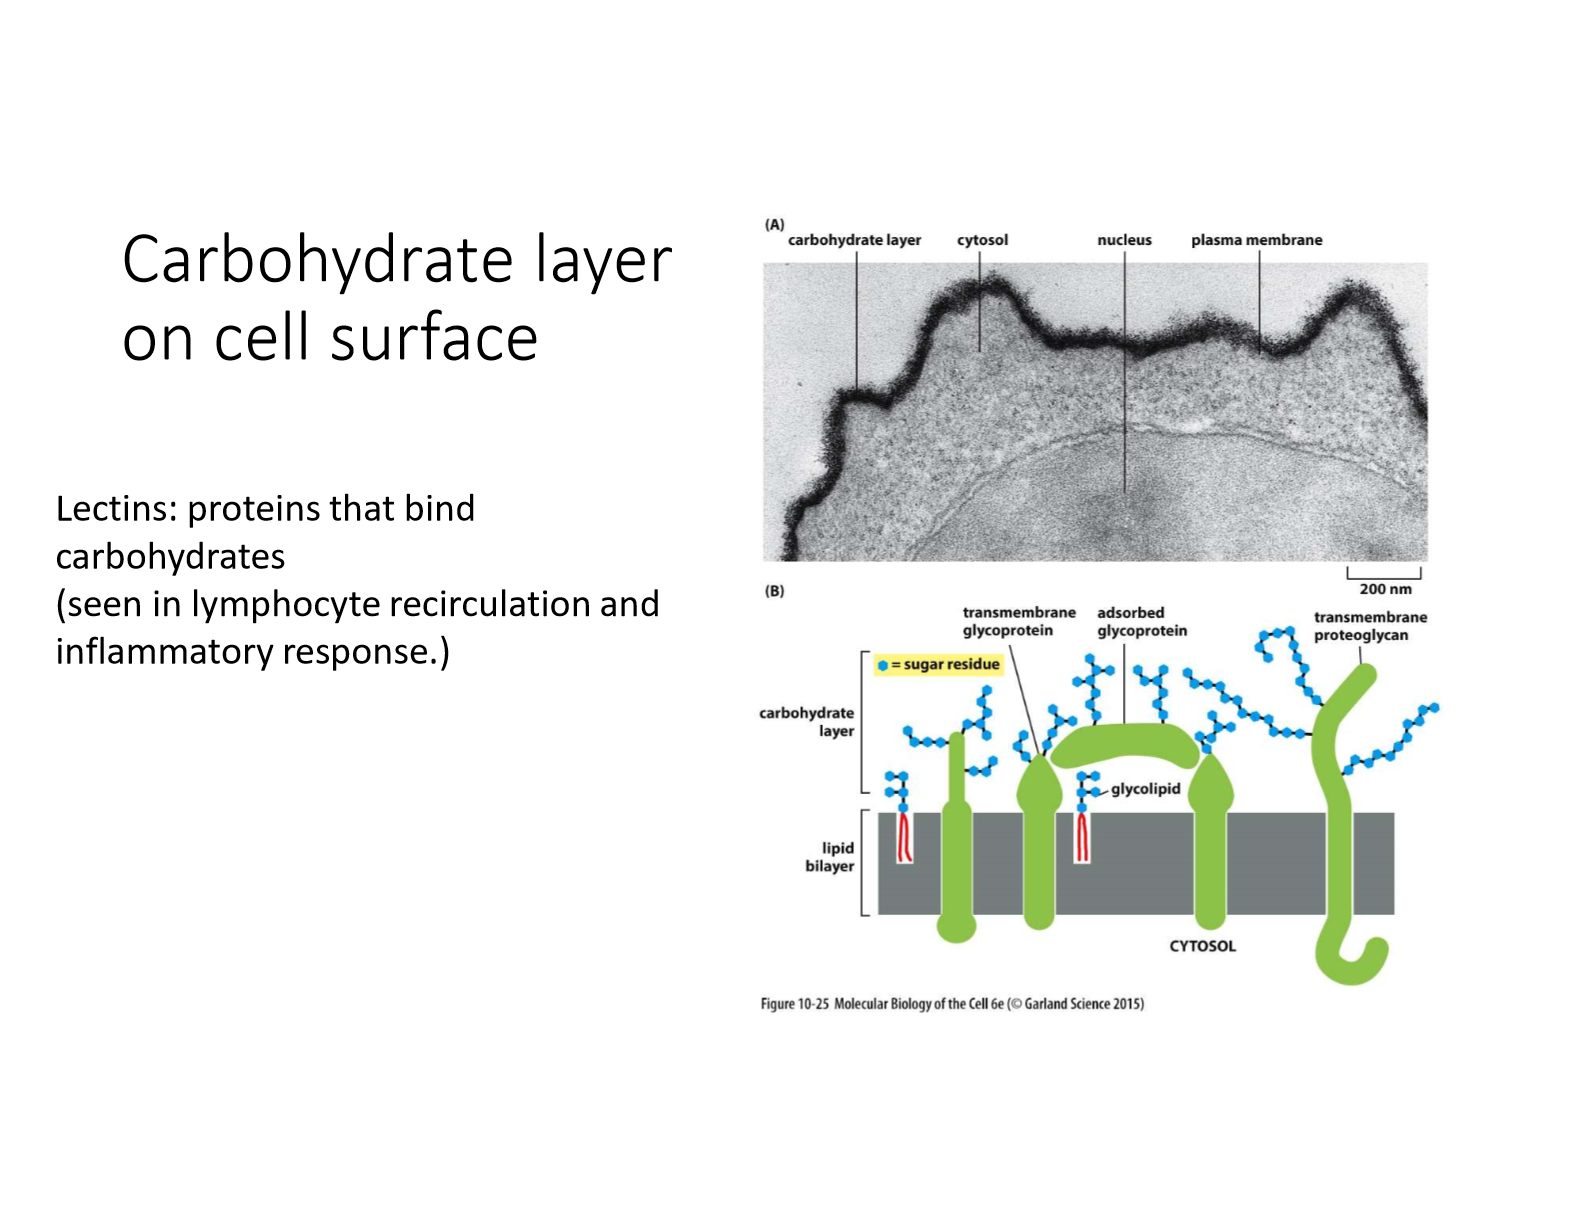 Carbohydrate layer
on cell surface
Lectins: proteins that bind
carbohydrates
(seen in lymphocyte recirculation and
inflammatory response.)
(A)
carbohydrate layer cytosol nucleus plasma membrane
200 nm
(B)
transmembrane
glycoprotein
adsorbed
glycoprotein
transmembrane
proteoglycan
= sugar residue
carbohydrate
layer
glycolipid
lipid
bilayer
CYTOSOL
Figure 10-25 Molecular Biology of the Cell 6e (© Garland Science 2015)